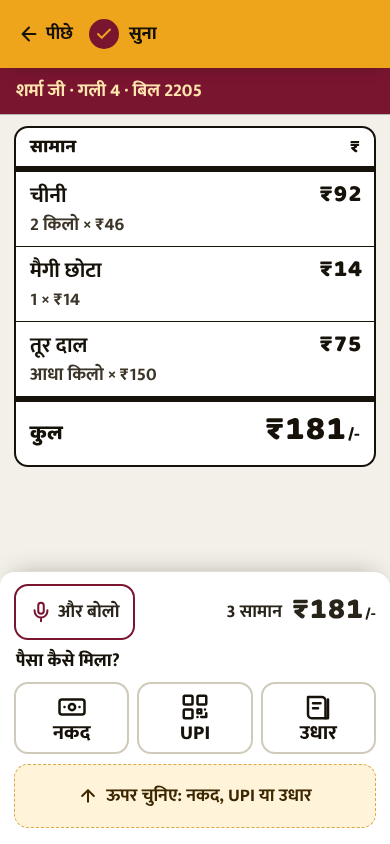 पीछे सुना
शर्मा जी · गली 4 · बिल 2205
सामान ₹
चीनी ₹92
2 किलो × ₹46
मैगी छोटा ₹14
1 × ₹14
तूर दाल ₹75
आधा किलो × ₹150
कुल ₹181/-
और बोलो 3 सामान ₹181/-
पैसा कैसे मिला?
नकद UPI उधार
ऊपर चुनिए: नकद, UPI या उधार